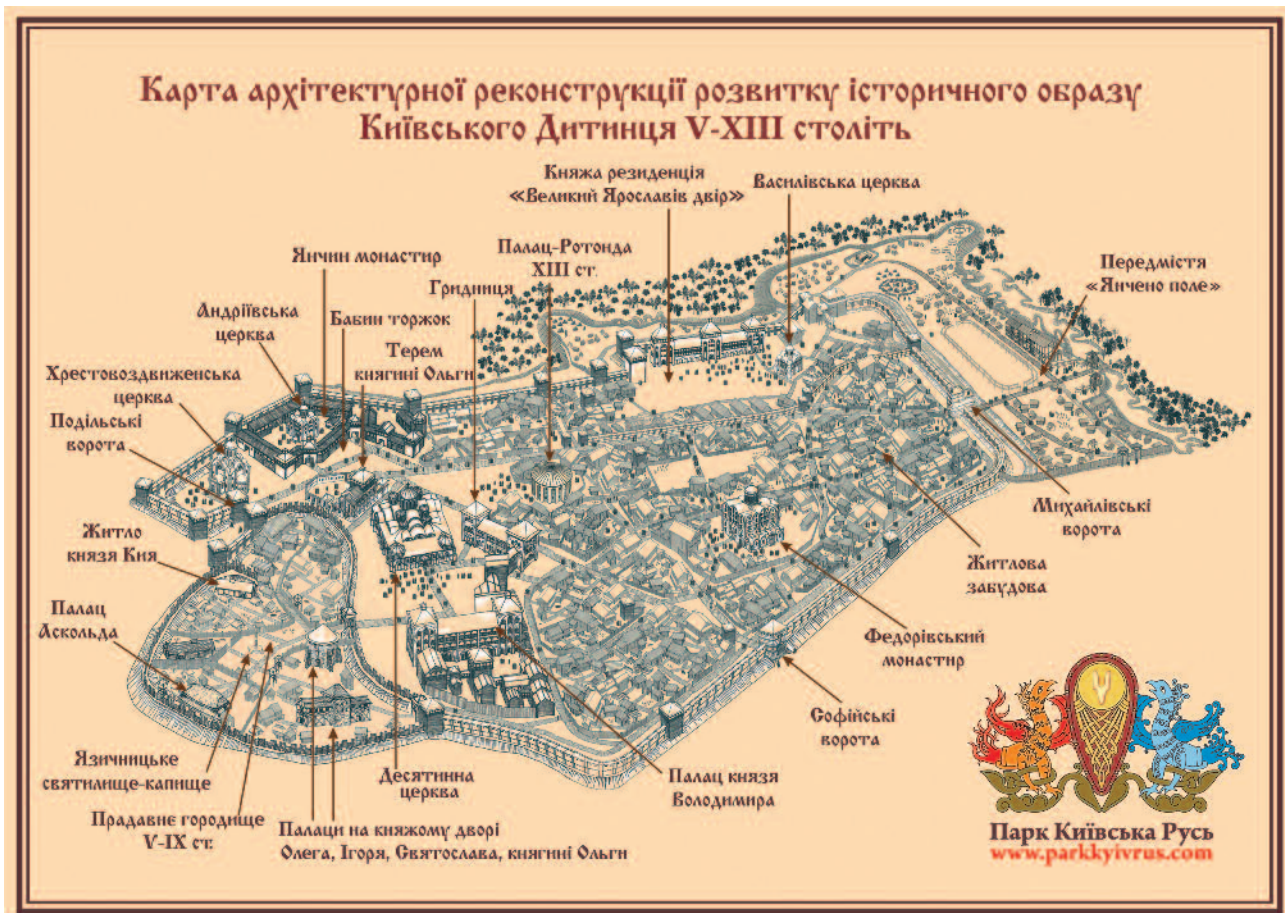 Карта архітектурної реконструкції розвитку історичного образу
Київського Дитинця V-XIII століть
Княжа резиденція
«Великий Ярославів двір»
Василівська церква
Янчин монастир
Палац-Ротонда
XIII ст.
Передмістя
«Янчено поле»
Гридниця
Андріївська
церква
Бабин торжок
Терем
княгині Ольги
Хрестовоздвиженська
церква
Подільські
ворота
Житло
князя Кия
Михайлівські
ворота
Житлова
забудова
Палац
Аскольда
Федорівський
монастир
Софійські
ворота
Язичницьке
святилище-капище
Десятинна
церква
Палац князя
Володимира
Прадавнє городище
V-IX ст.
Палаци на княжому дворі
Олега, Ігоря, Святослава, княгині Ольги
Парк Київська Русь
www.parkkyivrus.com